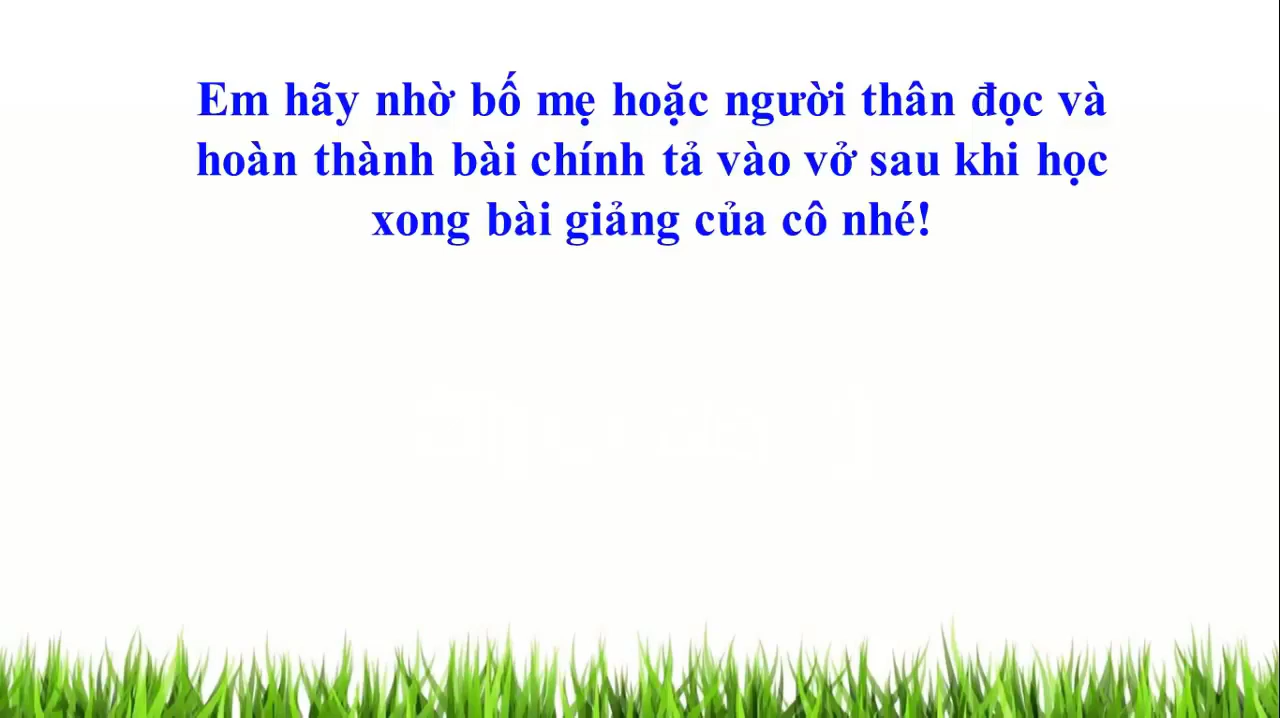 Em hãy nhờ bố mẹ hoặc người thân đọc và
hoàn thành bài chính tả vào vở sau khi học
xong bài giảng của cô nhé!